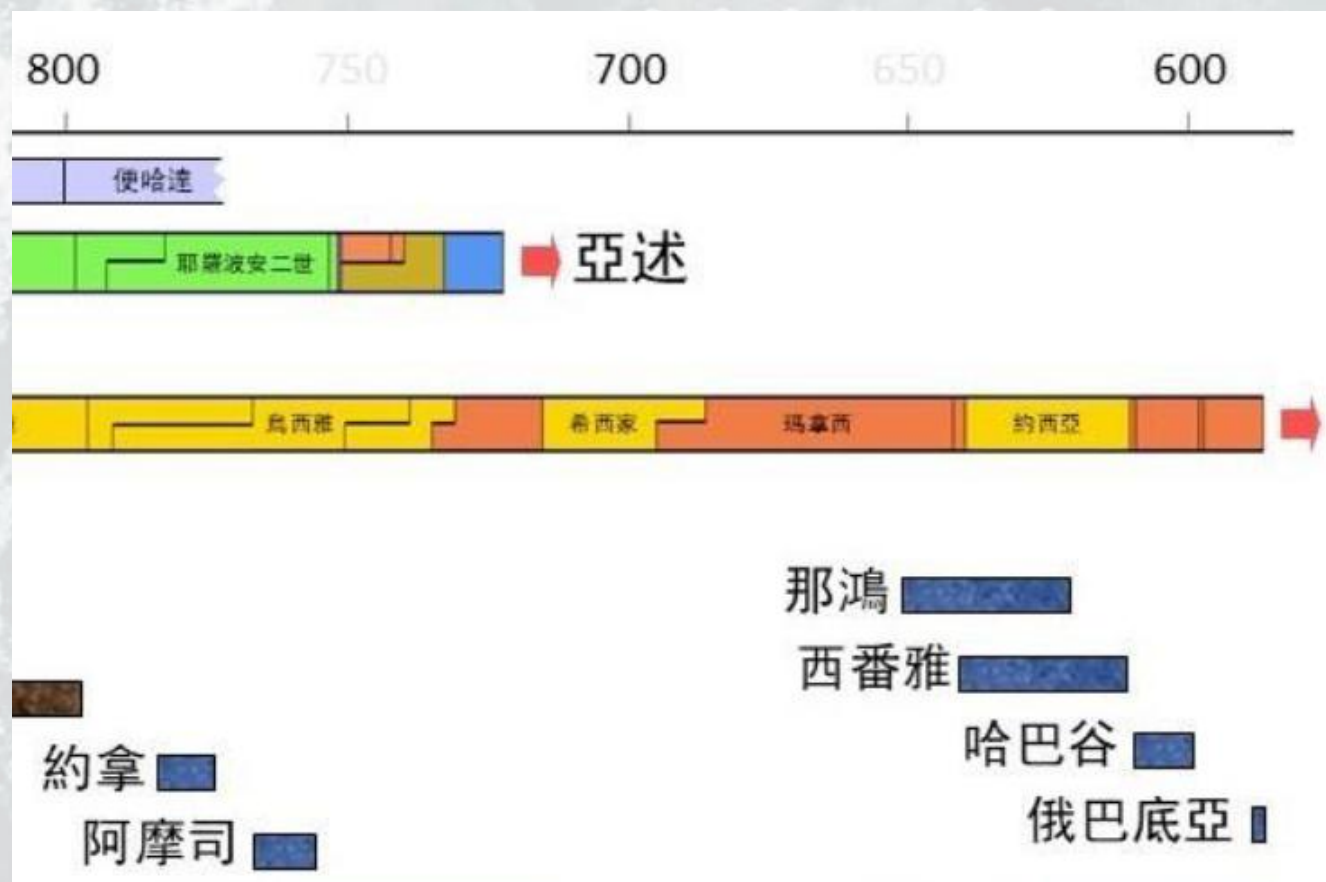 800 750 700 650 600
便哈達
耶羅波安二世 亞述
烏西雅 希西家 瑪拿西 約西亞
那鴻
西番雅
哈巴谷
約拿
俄巴底亞
阿摩司